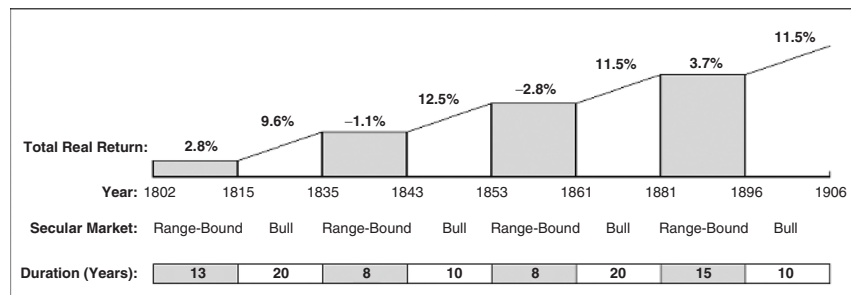 11.5%
11.5% 3.7%
12.5% −2.8%
9.6% −1.1%
Total Real Return: 2.8%
Year: 1802 1815 1835 1843 1853 1861 1881 1896 1906
Secular Market: Range-Bound Bull Range-Bound Bull Range-Bound Bull Range-Bound Bull
Duration (Years): 13 20 8 10 8 20 15 10